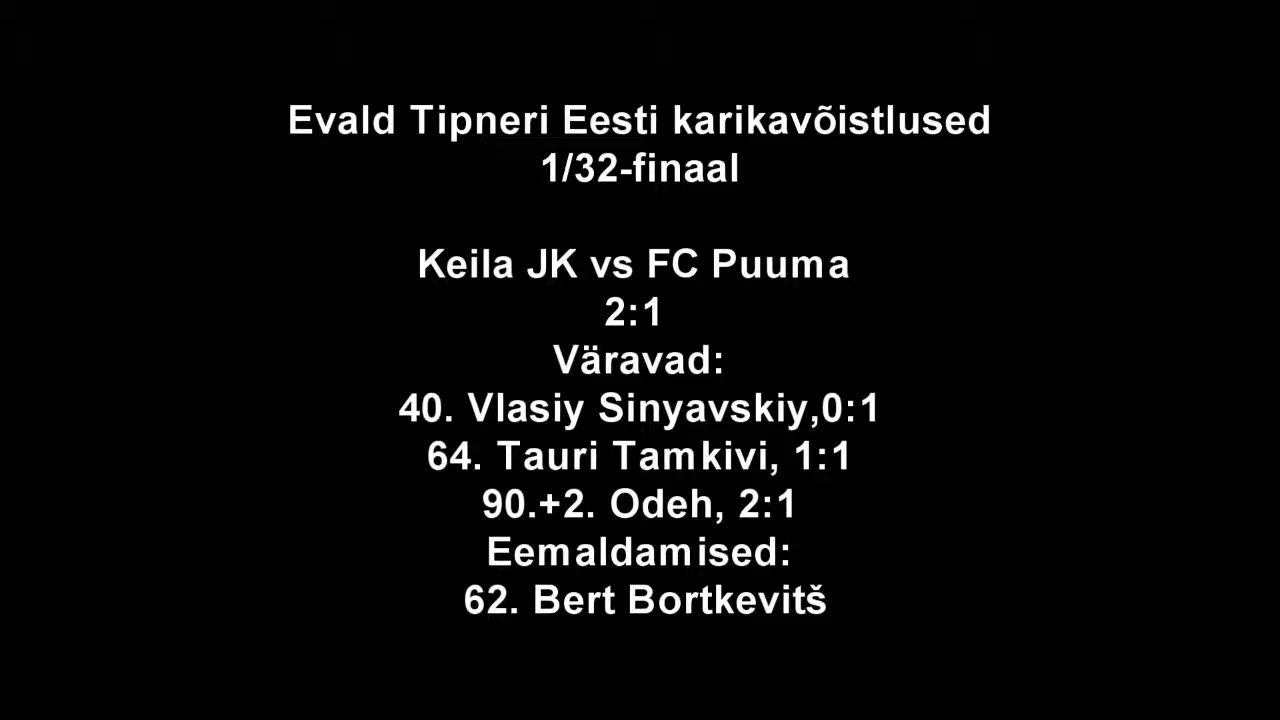 Evald Tipneri Eesti karikavõistlused
1/32-finaal
Keila JK vs FC Puuma
2:1
Väravad:
40. Vlasiy Sinyavskiy,0:1
64. Tauri Tamkivi, 1:1
90.+2. Odeh, 2:1
Eemaldamised:
62. Bert Bortkevitš